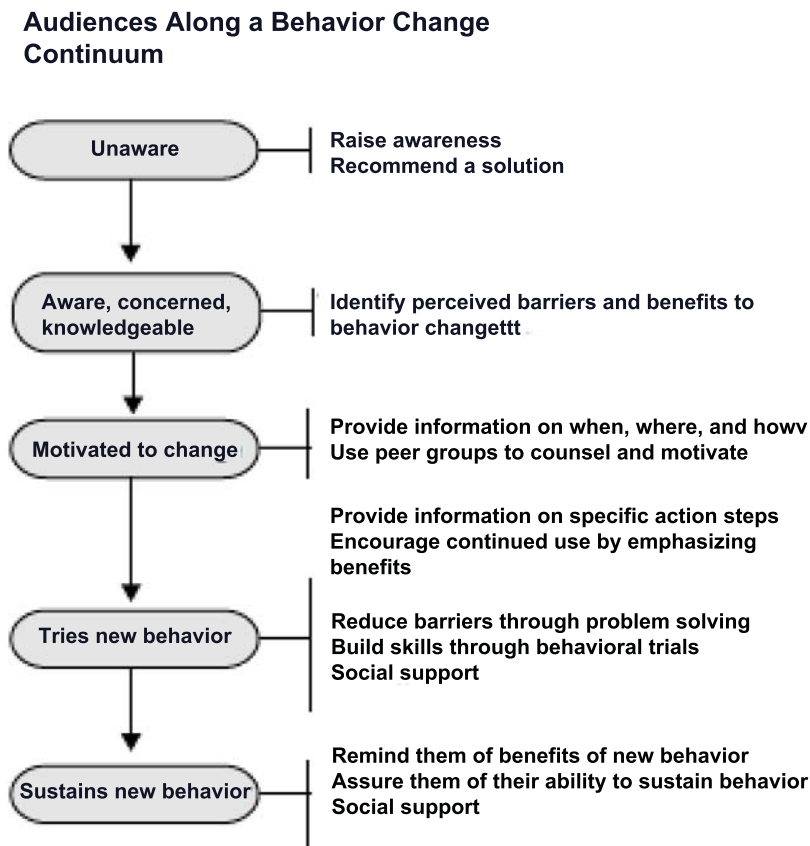 Audiences Along a Behavior Change
Continuum
Unaware
Raise awareness
Recommend a solution
Aware, concerned,
knowledgeable
Identify perceived barriers and benefits to
behavior changettt
Motivated to change
Provide information on when, where, and howv
Use peer groups to counsel and motivate
Provide information on specific action steps
Encourage continued use by emphasizing
benefits
Tries new behavior
Reduce barriers through problem solving
Build skills through behavioral trials
Social support
Sustains new behavior
Remind them of benefits of new behavior
Assure them of their ability to sustain behavior
Social support